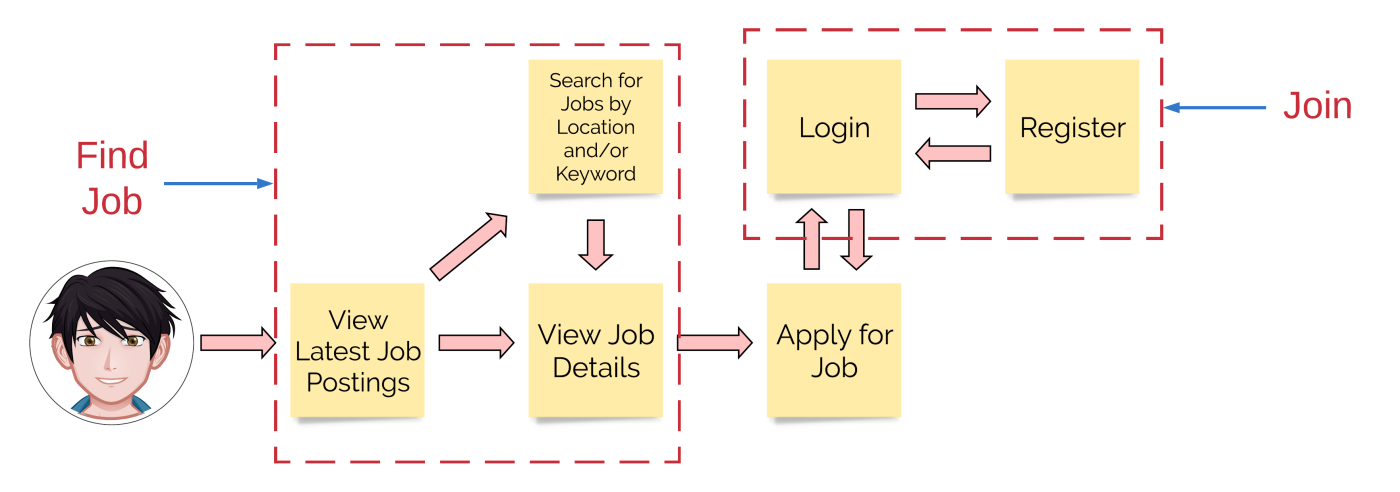 Find
Job
Search for
Jobs by
Location
and/or
Keyword
View
Latest Job
Postings
View Job
Details
Login
Register
Join
Apply for
Job